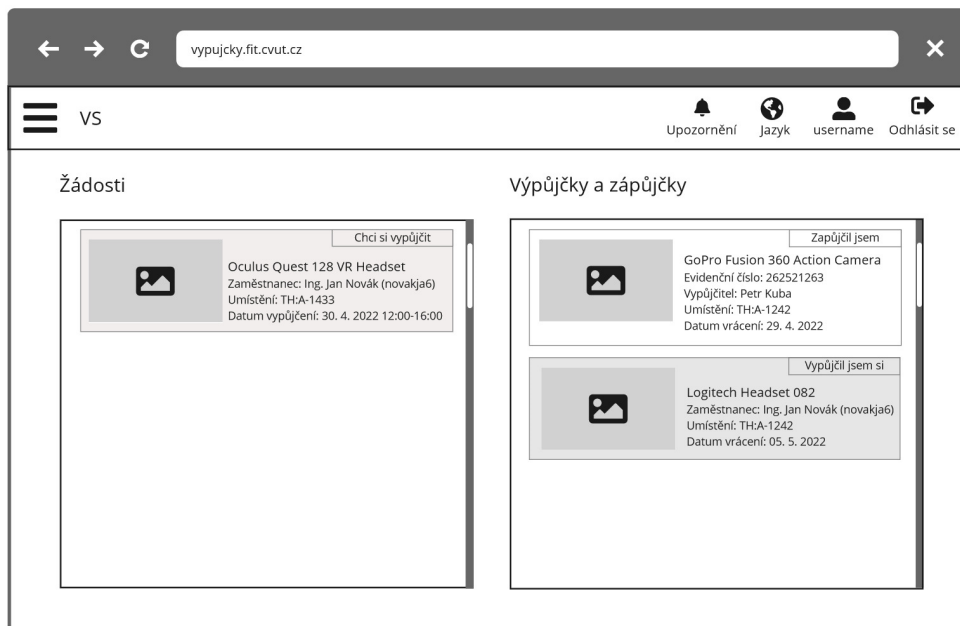 vypujcky.fit.cvut.cz
VS
Upozornění
Jazyk
username
Odhlásit se
Žádosti
Chci si vypůjčit
Oculus Quest 128 VR Headset
Zaměstnanec: Ing. Jan Novák (novakja6)
Umístění: TH:A-1433
Datum vypůjčení: 30. 4. 2022 12:00-16:00
Výpůjčky a zápůjčky
Zapůjčil jsem
GoPro Fusion 360 Action Camera
Evidenční číslo: 262521263
Vypůjčitel: Petr Kuba
Umístění: TH:A-1242
Datum vrácení: 29. 4. 2022
Vypůjčil jsem si
Logitech Headset 082
Zaměstnanec: Ing. Jan Novák (novakja6)
Umístění: TH:A-1242
Datum vrácení: 05. 5. 2022